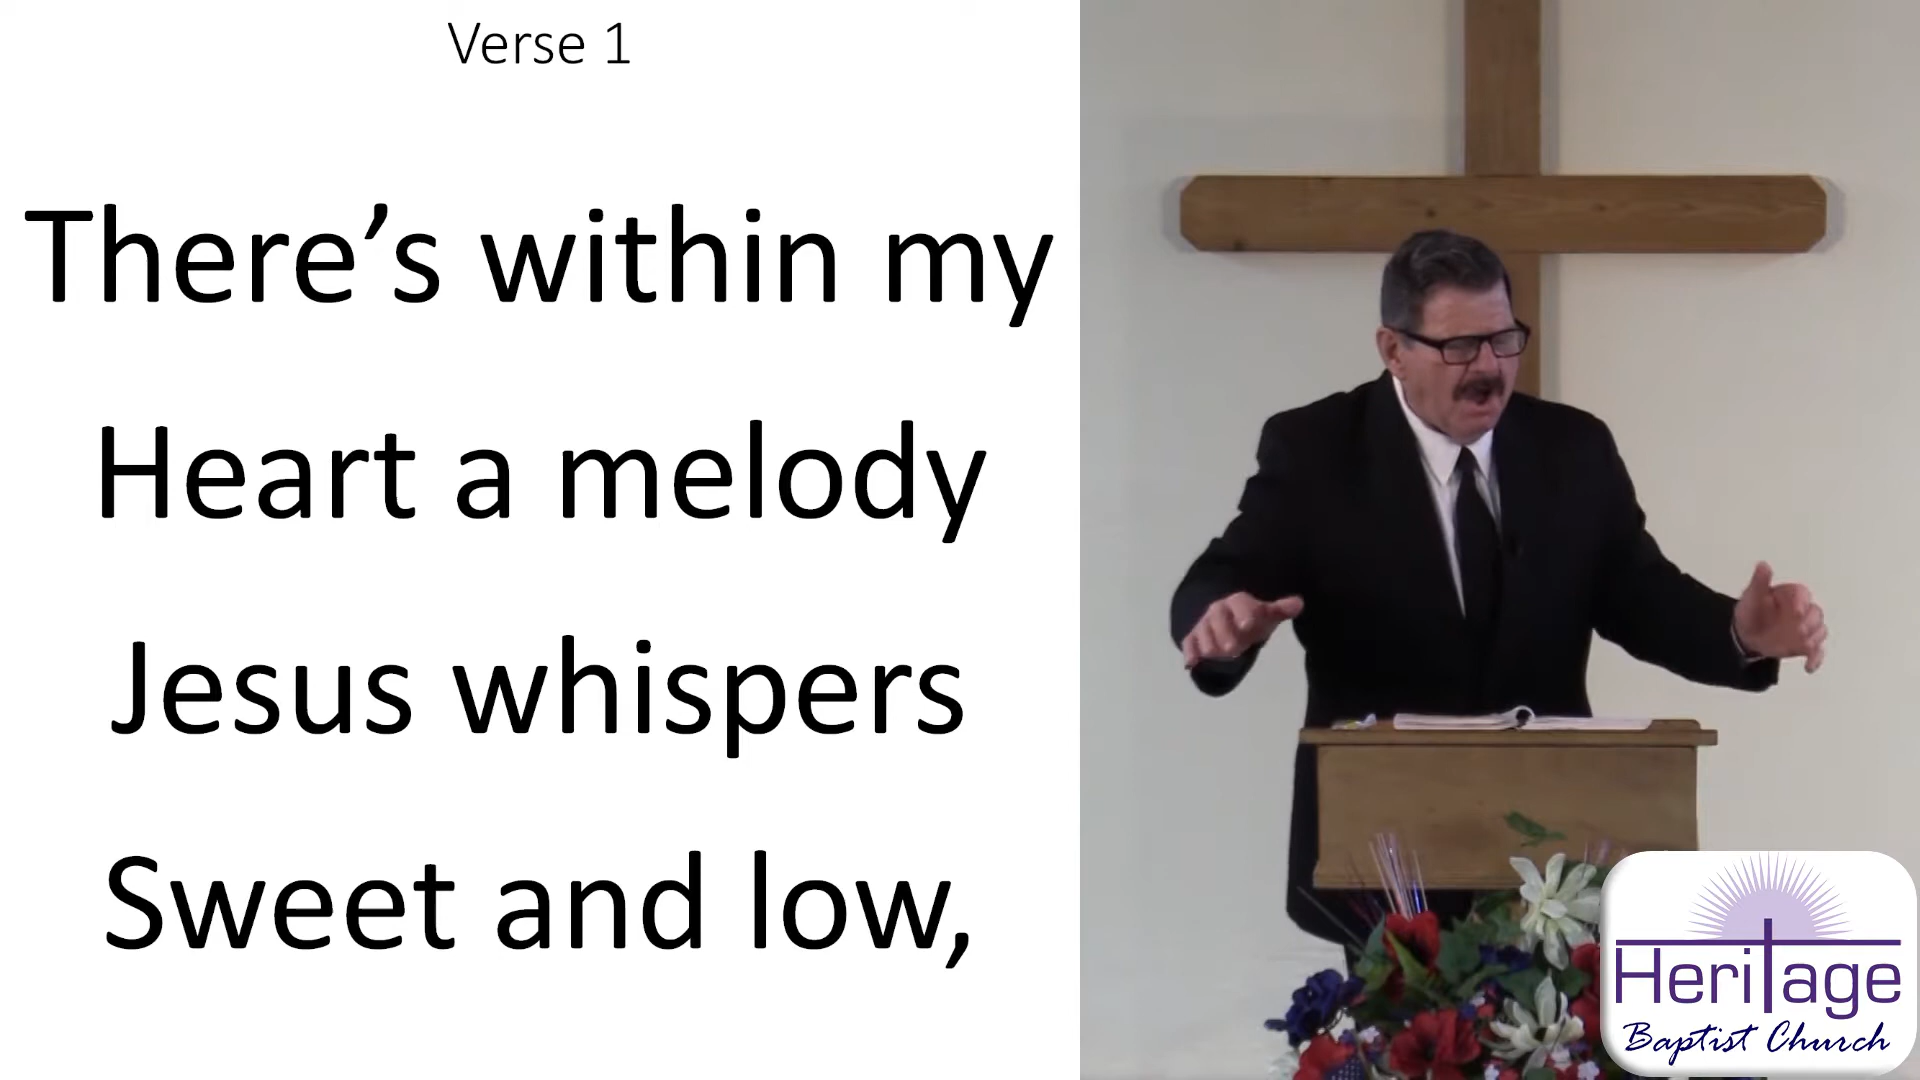 Verse 1
There’s within my
Heart a melody
Jesus whispers
Sweet and low,
Heritage
Baptist Church